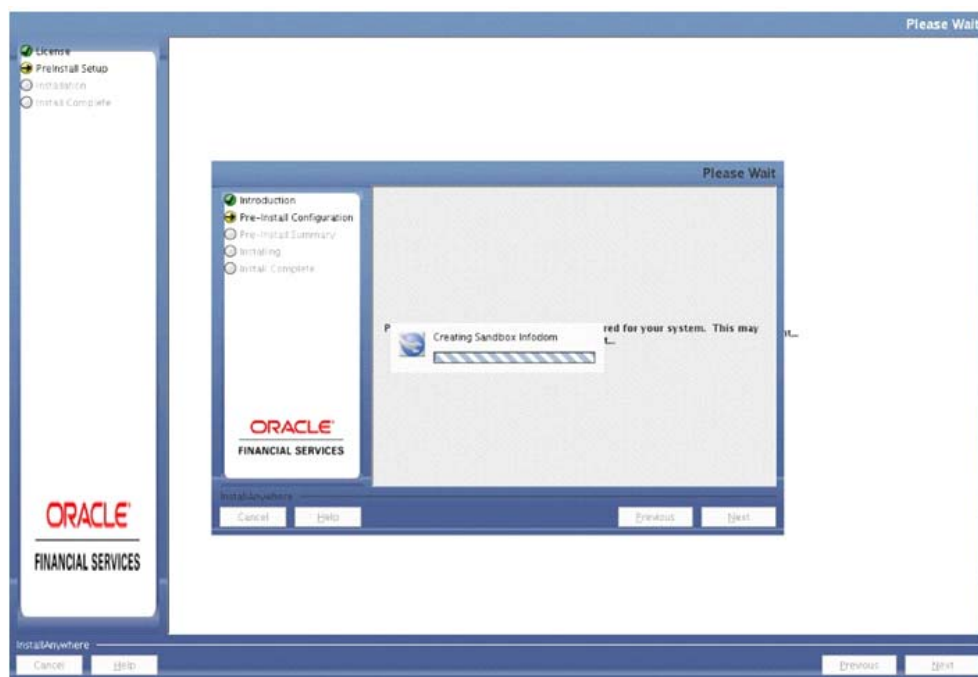 Please Wait
License
PreInstall Setup
Installation
Install Complete
Please Wait
Introduction
Pre-Install Configuration
Pre-Install Summary
Installing
Install Complete
P
red for your system. This may
t...
nt...
Creating Sandbox Infodom
ORACLE
FINANCIAL SERVICES
InstallAnywhere
Cancel Help Previous Next
ORACLE
FINANCIAL SERVICES
InstallAnywhere
Cancel Help Previous Next